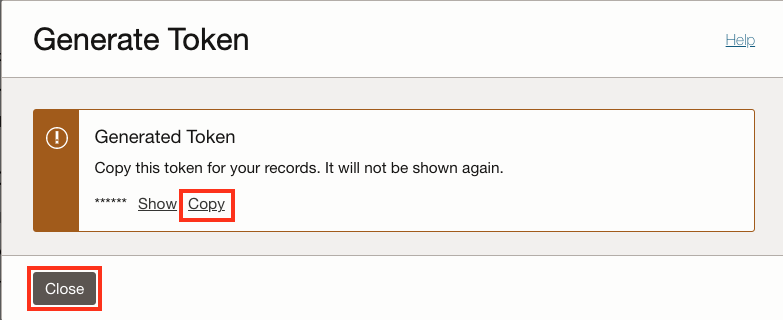 Generate Token
Help
Generated Token
Copy this token for your records. It will not be shown again.
****** Show Copy
Close